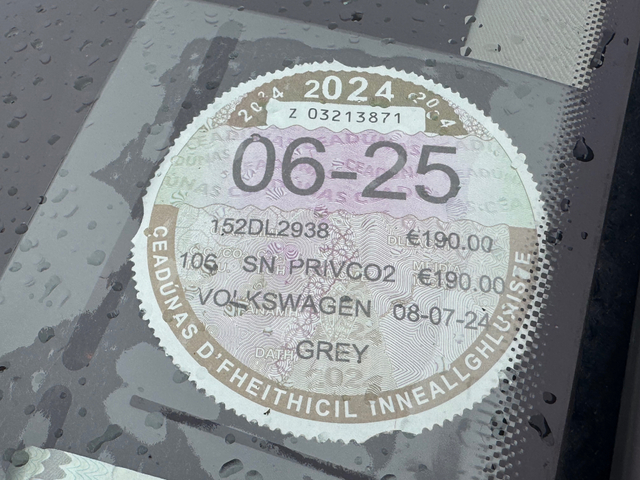 2024 2024 2024
Z 03213871
06-25
152DL2938 €190.00
106 SN PRIVCO2 €190.00
VOLKSWAGEN 08-07-24
GREY
CEADÚNAS D'FHEITHICIL INNEALLGHLUAISTE